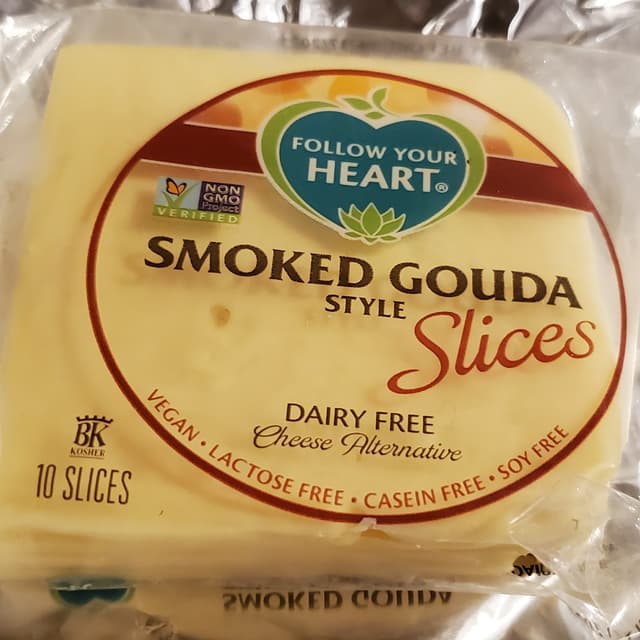 FOLLOW YOUR
HEART®
NON
GMO
Project
VERIFIED
SMOKED GOUDA
STYLE
Slices
DAIRY FREE
Cheese Alternative
VEGAN • LACTOSE FREE • CASEIN FREE • SOY FREE
BK
KOSHER
10 SLICES
SMOKED GOUDA